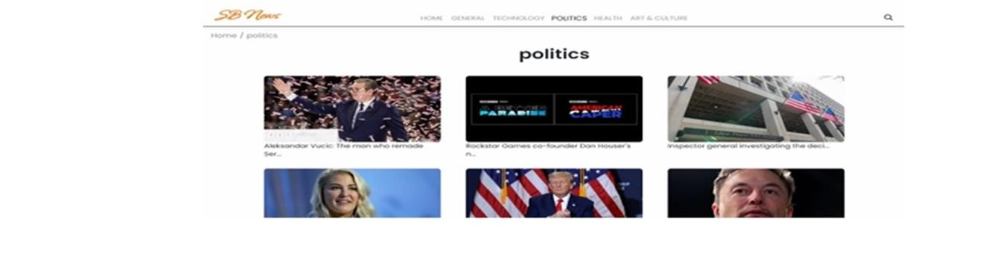 SB News
HOME GENERAL TECHNOLOGY POLITICS HEALTH ART & CULTURE
Home / politics
politics
PARADISE
AMERICAN
CAPER
Aleksandar Vucic: The man who remade
Ser...
Rockstar Games co-founder Dan Houser's
n...
Inspector general investigating the deci...